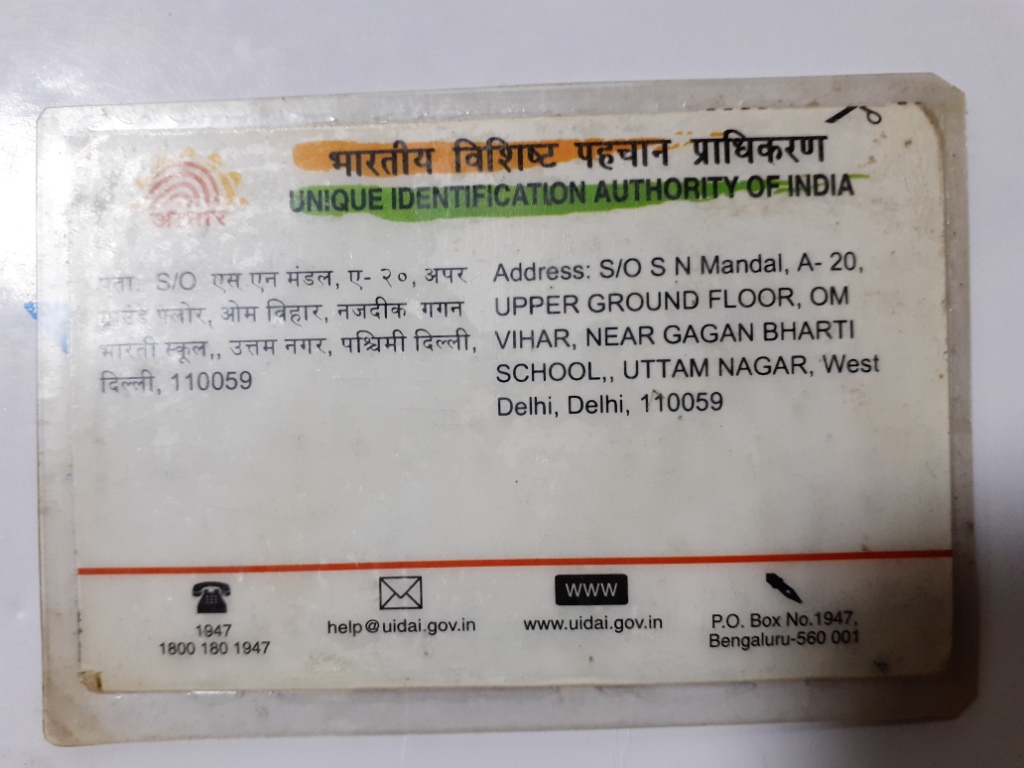 भारतीय विशिष्ट पहचान प्राधिकरण
UNIQUE IDENTIFICATION AUTHORITY OF INDIA
आधार
पता: S/O एस एन मंडल, ए- २०, अपर
ग्राउंड फ्लोर, ओम विहार, नजदीक गगन
भारती स्कूल,, उत्तम नगर, पश्चिमी दिल्ली,
दिल्ली, 110059
Address: S/O S N Mandal, A- 20,
UPPER GROUND FLOOR, OM
VIHAR, NEAR GAGAN BHARTI
SCHOOL,, UTTAM NAGAR, West
Delhi, Delhi, 110059
1947
1800 180 1947
help@uidai.gov.in
WWW
www.uidai.gov.in
P.O. Box No.1947,
Bengaluru-560 001